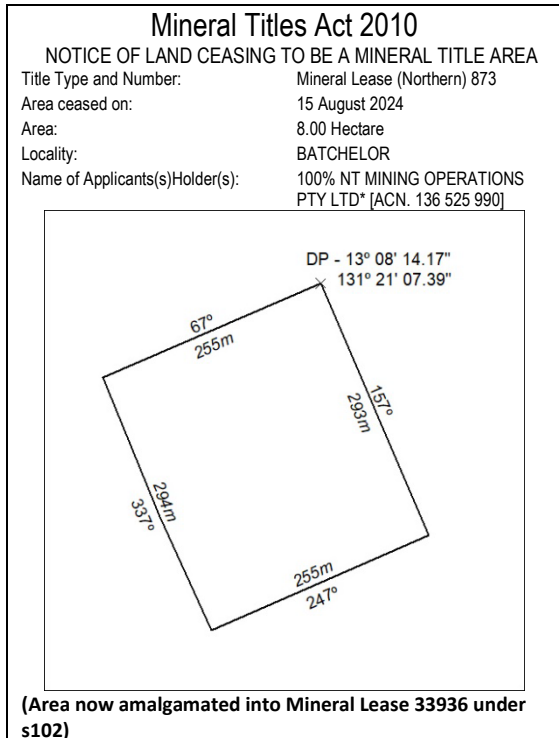 Mineral Titles Act 2010
NOTICE OF LAND CEASING TO BE A MINERAL TITLE AREA
Title Type and Number: Mineral Lease (Northern) 873
Area ceased on: 15 August 2024
Area: 8.00 Hectare
Locality: BATCHELOR
Name of Applicants(s)Holder(s): 100% NT MINING OPERATIONS
PTY LTD* [ACN. 136 525 990]
DP - 13º 08' 14.17"
131º 21' 07.39"
67º
255m
157º
293m
294m
337º
255m
247º
(Area now amalgamated into Mineral Lease 33936 under
s102)